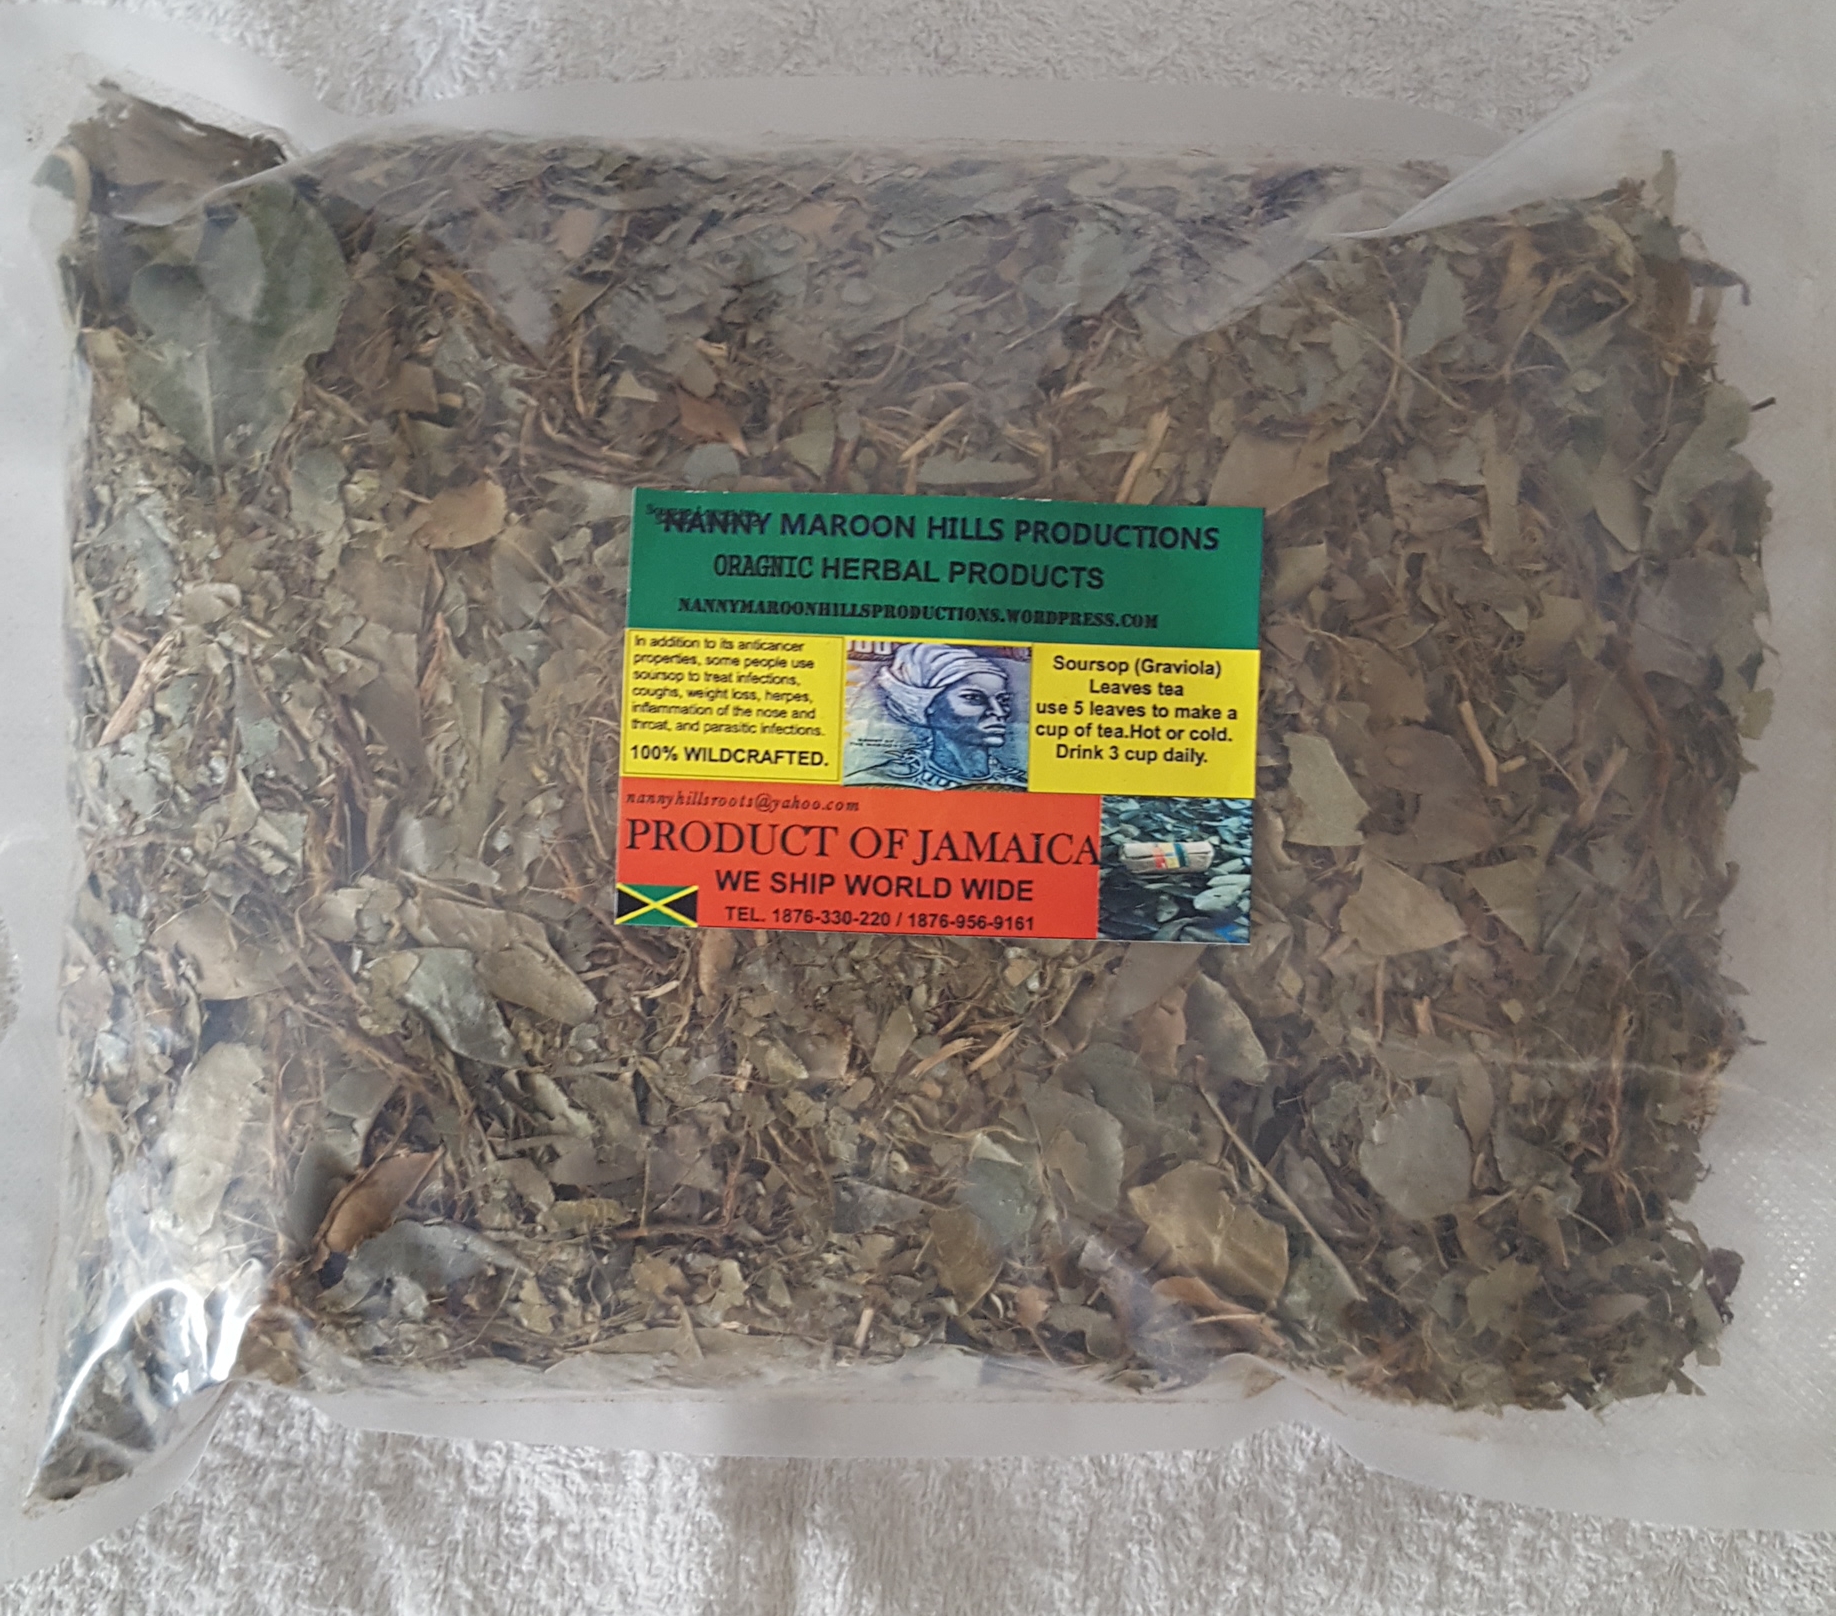 NANNY MAROON HILLS PRODUCTIONS
ORAGNIC HERBAL PRODUCTS
NANNYMAROONHILLSPRODUCTIONS.WORDPRESS.COM
In addition to its anticancer
properties, some people use
soursop to treat infections,
coughs, weight loss, herpes,
inflammation of the nose and
throat, and parasitic infections.
100% WILDCRAFTED.
100
Soursop (Graviola)
Leaves tea
use 5 leaves to make a
cup of tea.Hot or cold.
Drink 3 cup daily.
nannyhillsroots@yahoo.com
PRODUCT OF JAMAICA
WE SHIP WORLD WIDE
TEL. 1876-330-220 / 1876-956-9161